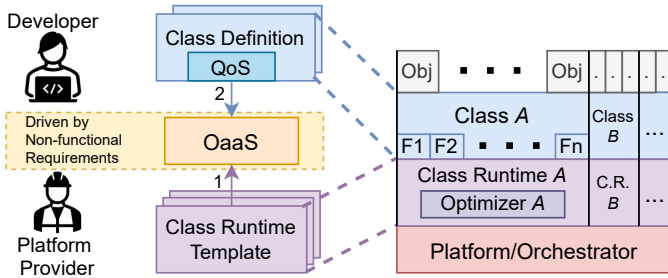 Developer
</>
Class Definition
QoS
2
Driven by
Non-functional
Requirements
OaaS
1
Class Runtime
Template
Platform
Provider
Obj
Obj
. . . .
Class A
F1 F2 Fn
Class
B
...
Class Runtime A
Optimizer A
C.R.
B
...
Platform/Orchestrator